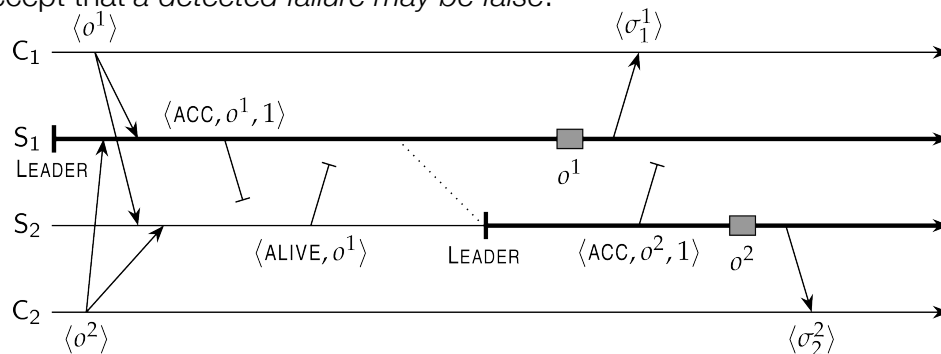 ccept that a detected failure may be false.
⟨o¹⟩ ⟨σ₁¹⟩
C₁
⟨ACC, o¹, 1⟩
S₁
LEADER o¹
S₂
⟨ALIVE, o¹⟩ LEADER ⟨ACC, o², 1⟩ o²
C₂
⟨o²⟩ ⟨σ₂²⟩